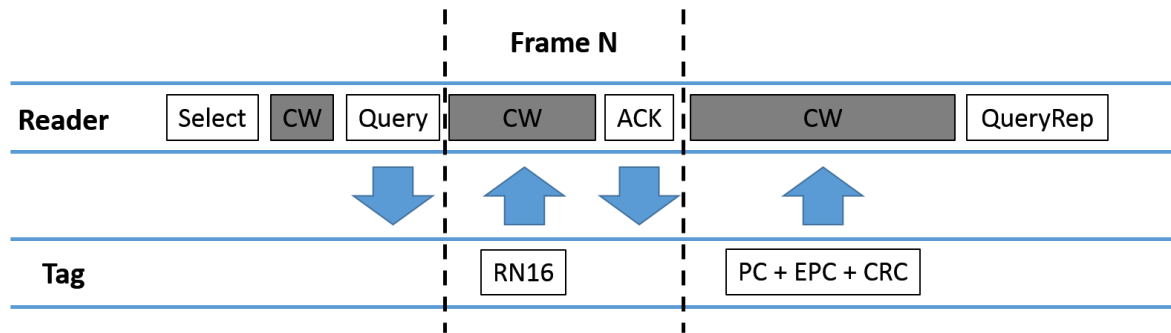 Frame N
Reader Select CW Query CW ACK CW QueryRep
Tag RN16 PC + EPC + CRC